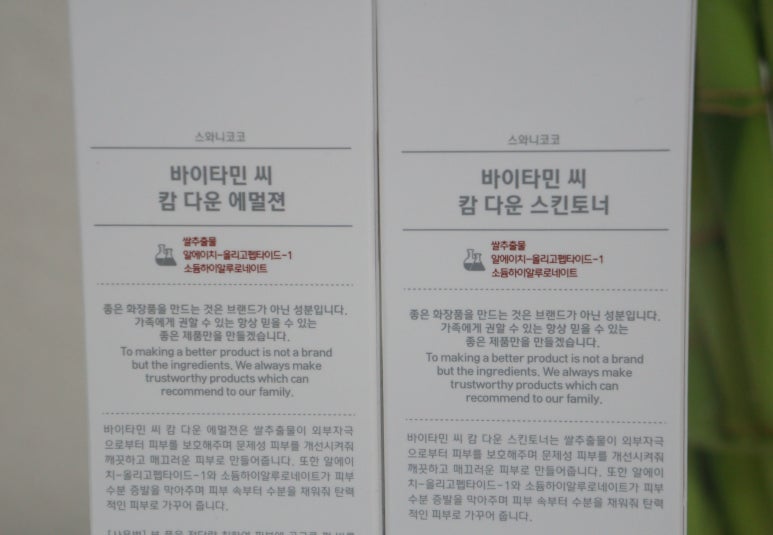 스와니코코
바이타민 씨
캄 다운 에멀젼
쌀추출물
알에이치-올리고펩타이드-1
소듐하이알루로네이트
좋은 화장품을 만드는 것은 브랜드가 아닌 성분입니다.
가족에게 권할 수 있는 항상 믿을 수 있는
좋은 제품만을 만들겠습니다.
To making a better product is not a brand
but the ingredients. We always make
trustworthy products which can
recommend to our family.
바이타민 씨 캄 다운 에멀젼은 쌀추출물이 외부자극
으로부터 피부를 보호해주며 문제성 피부를 개선시켜줘
깨끗하고 매끄러운 피부로 만들어줍니다. 또한 알에이
치-올리고펩타이드-1와 소듐하이알루로네이트가 피부
수분 증발을 막아주며 피부 속부터 수분을 채워줘 탄력
적인 피부로 가꾸어 줍니다.
스와니코코
바이타민 씨
캄 다운 스킨토너
쌀추출물
알에이치-올리고펩타이드-1
소듐하이알루로네이트
좋은 화장품을 만드는 것은 브랜드가 아닌 성분입니다.
가족에게 권할 수 있는 항상 믿을 수 있는
좋은 제품만을 만들겠습니다.
To making a better product is not a brand
but the ingredients. We always make
trustworthy products which can
recommend to our family.
바이타민 씨 캄 다운 스킨토너는 쌀추출물이 외부자극
으로부터 피부를 보호해주며 문제성 피부를 개선시켜줘
깨끗하고 매끄러운 피부로 만들어줍니다. 또한 알에이
치-올리고펩타이드-1와 소듐하이알루로네이트가 피부
수분 증발을 막아주며 피부 속부터 수분을 채워줘 탄력
적인 피부로 가꾸어 줍니다.